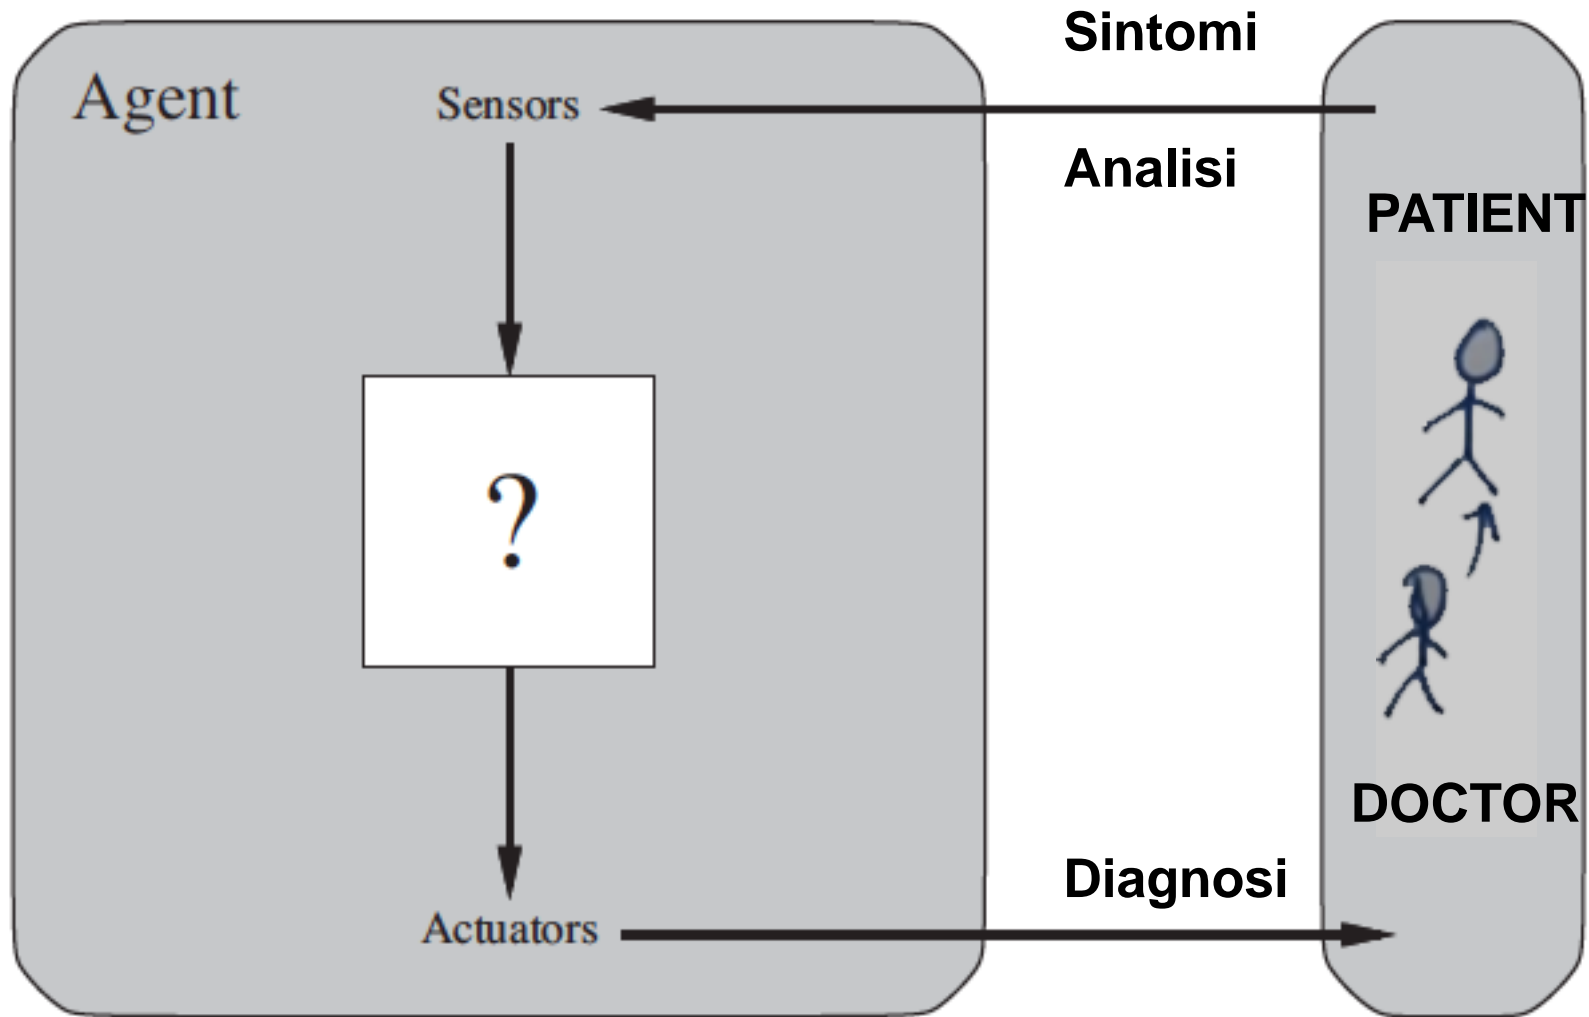 Agent
Sensors
Sintomi
Analisi
PATIENT
?
DOCTOR
Diagnosi
Actuators